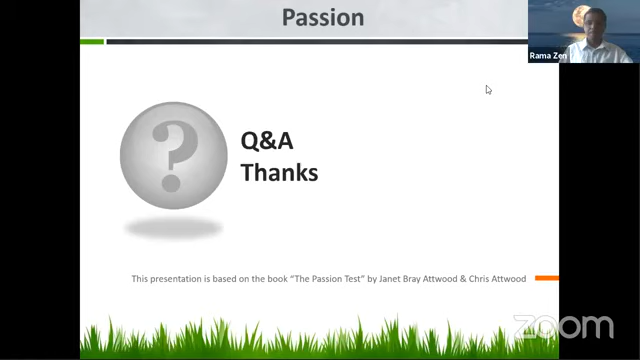 Passion
Rama Zen
?
Q&A
Thanks
This presentation is based on the book “The Passion Test” by Janet Bray Attwood & Chris Attwood
zoom